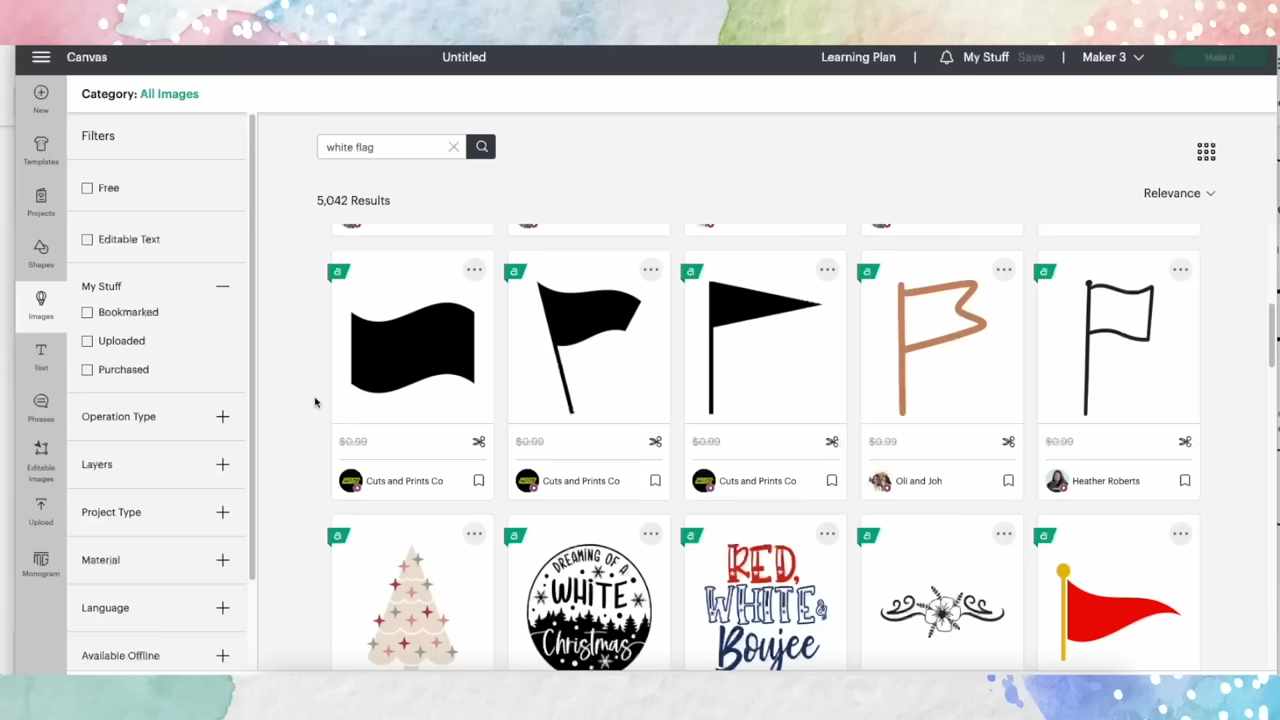 Canvas
Untitled
Learning Plan | My Stuff Save | Maker 3 Make It
Category: All Images
New
Templates
Projects
Shapes
Images
Text
Phrases
Editable
Images
Upload
Monogram
Filters
Free
Editable Text
My Stuff
Bookmarked
Uploaded
Purchased
Operation Type
Layers
Project Type
Material
Language
Available Offline
white flag
5,042 Results
Relevance
a a a a a
$0.99 $0.99 $0.99 $0.99 $0.99
Cuts and Prints Co Cuts and Prints Co Cuts and Prints Co Oli and Joh Heather Roberts
a a a a a
DREAMING OF A
WHITE
Christmas
RED,
WHITE &
Boujee